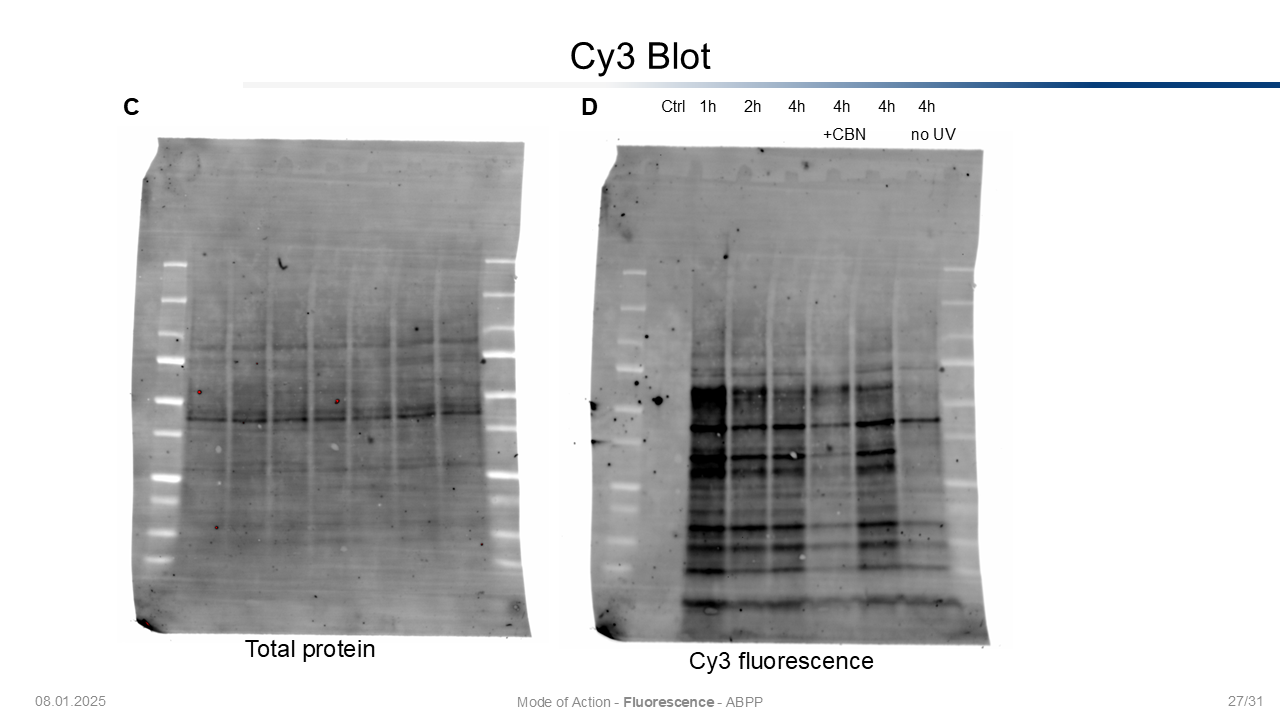 Cy3 Blot
C
D
Ctrl 1h 2h 4h 4h 4h 4h
+CBN no UV
Total protein
Cy3 fluorescence
08.01.2025
Mode of Action - Fluorescence - ABPP
27/31